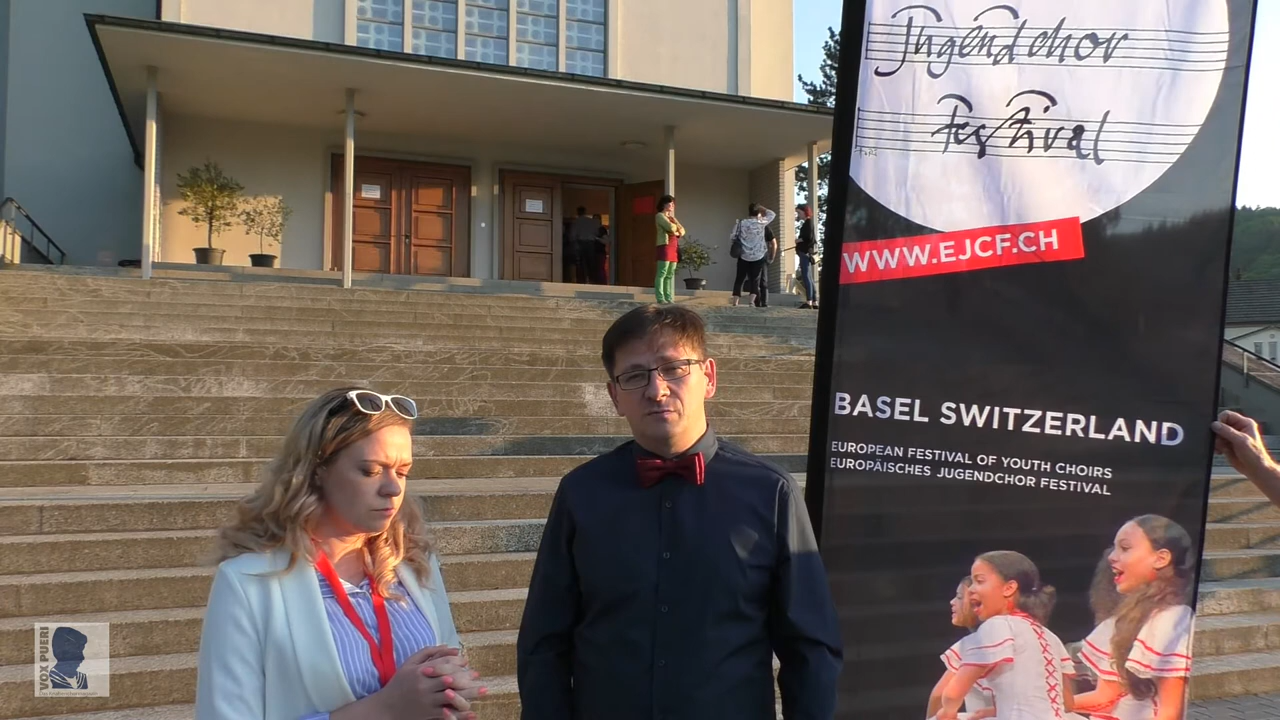 Jugendchor
Festival
WWW.EJCF.CH
BASEL SWITZERLAND
EUROPEAN FESTIVAL OF YOUTH CHOIRS
EUROPÄISCHES JUGENDCHOR FESTIVAL
VOX PUERI